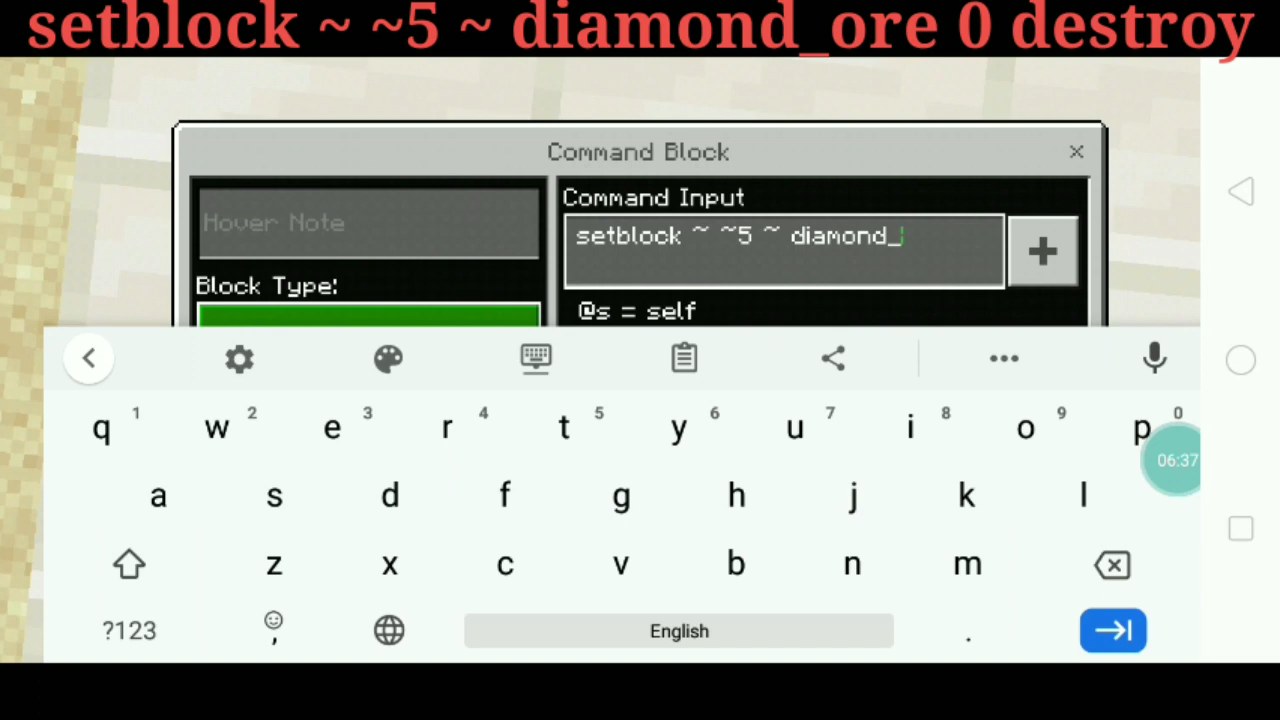 setblock ~ ~5 ~ diamond_ore 0 destroy
Command Block
Hover Note
Command Input
setblock ~ ~5 ~ diamond_
Block Type:
@s = self
q 1 w 2 e 3 r 4 t 5 y 6 u 7 i 8 o 9 p 0
06:37
a s d f g h j k l
z x c v b n m
?123 , English .